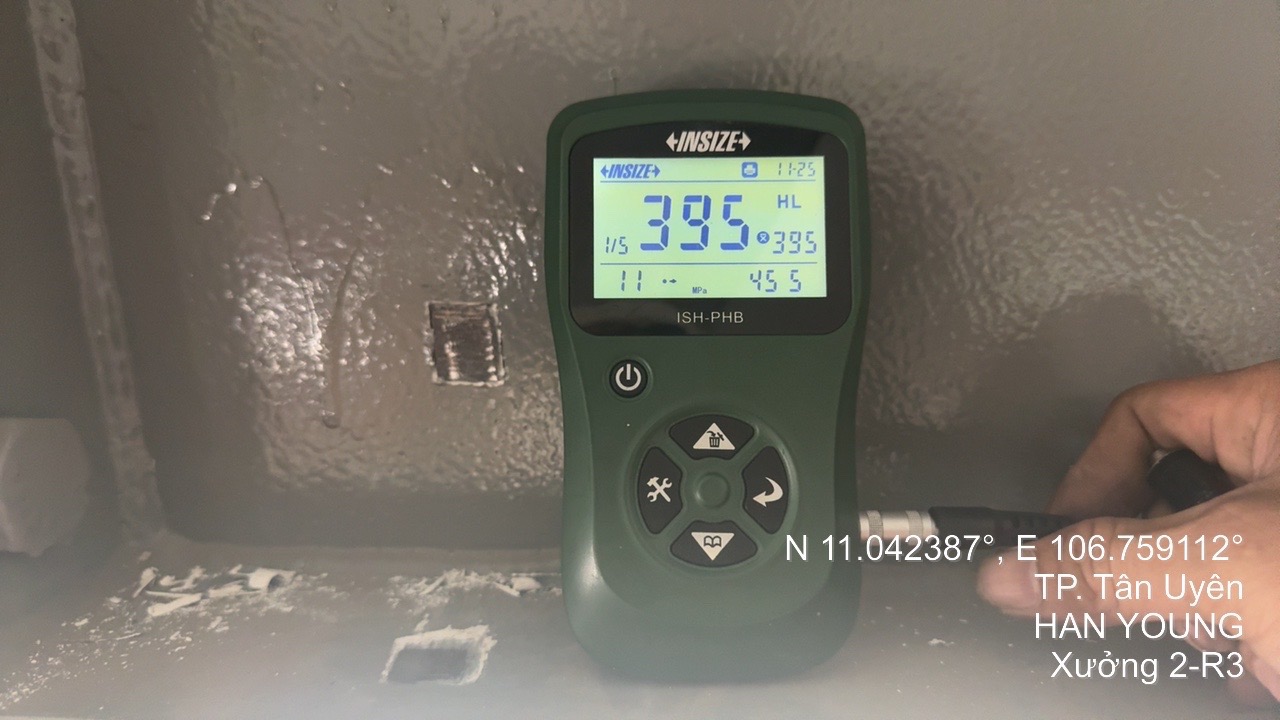 INSIZE
INSIZE 11-25
395 HL
1/5 x̄ 395
11 MPa 455
ISH-PHB
N 11.042387°, E 106.759112°
TP. Tân Uyên
HAN YOUNG
Xưởng 2-R3